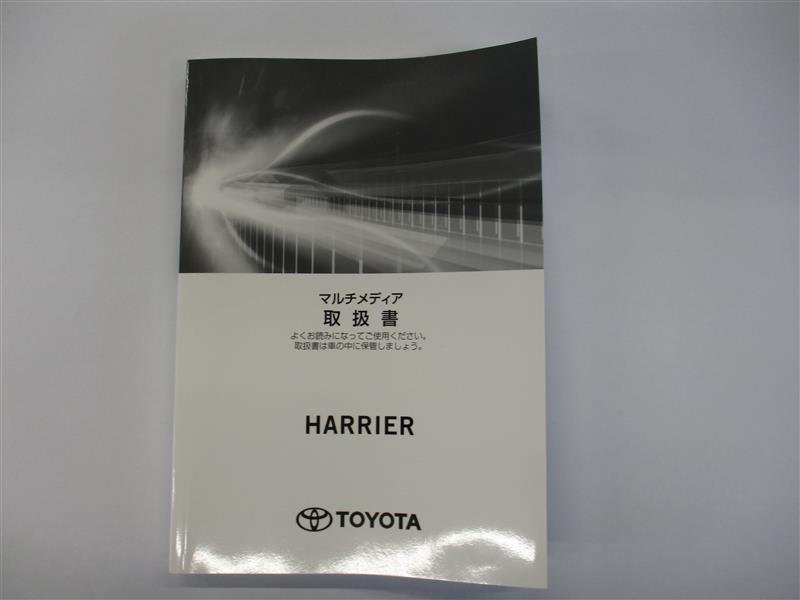 マルチメディア
取扱書
よくお読みになってご使用ください。
取扱書は車の中に保管しましょう。
HARRIER
TOYOTA